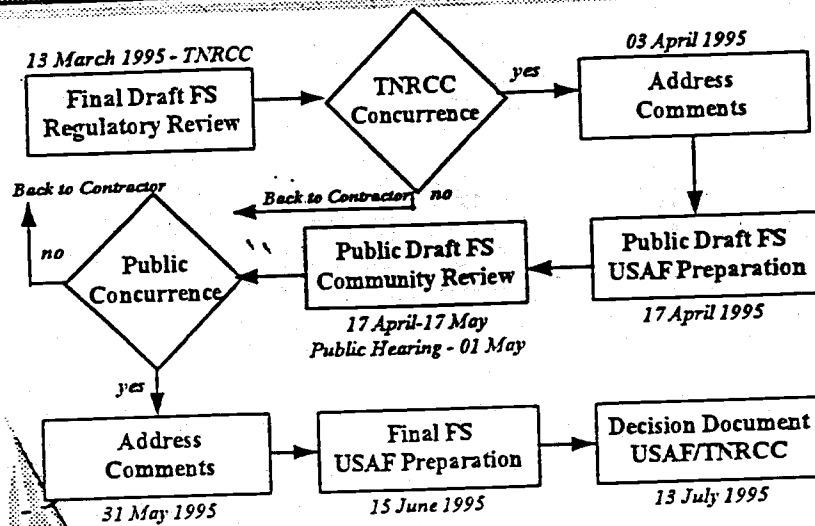 13 March 1995 - TNRCC
Final Draft FS
Regulatory Review
TNRCC
Concurrence
yes
03 April 1995
Address
Comments
no
Back to Contractor
Back to Contractor
no
Public
Concurrence
Public Draft FS
Community Review
17 April-17 May
Public Hearing - 01 May
Public Draft FS
USAF Preparation
17 April 1995
yes
Address
Comments
31 May 1995
Final FS
USAF Preparation
15 June 1995
Decision Document
USAF/TNRCC
13 July 1995